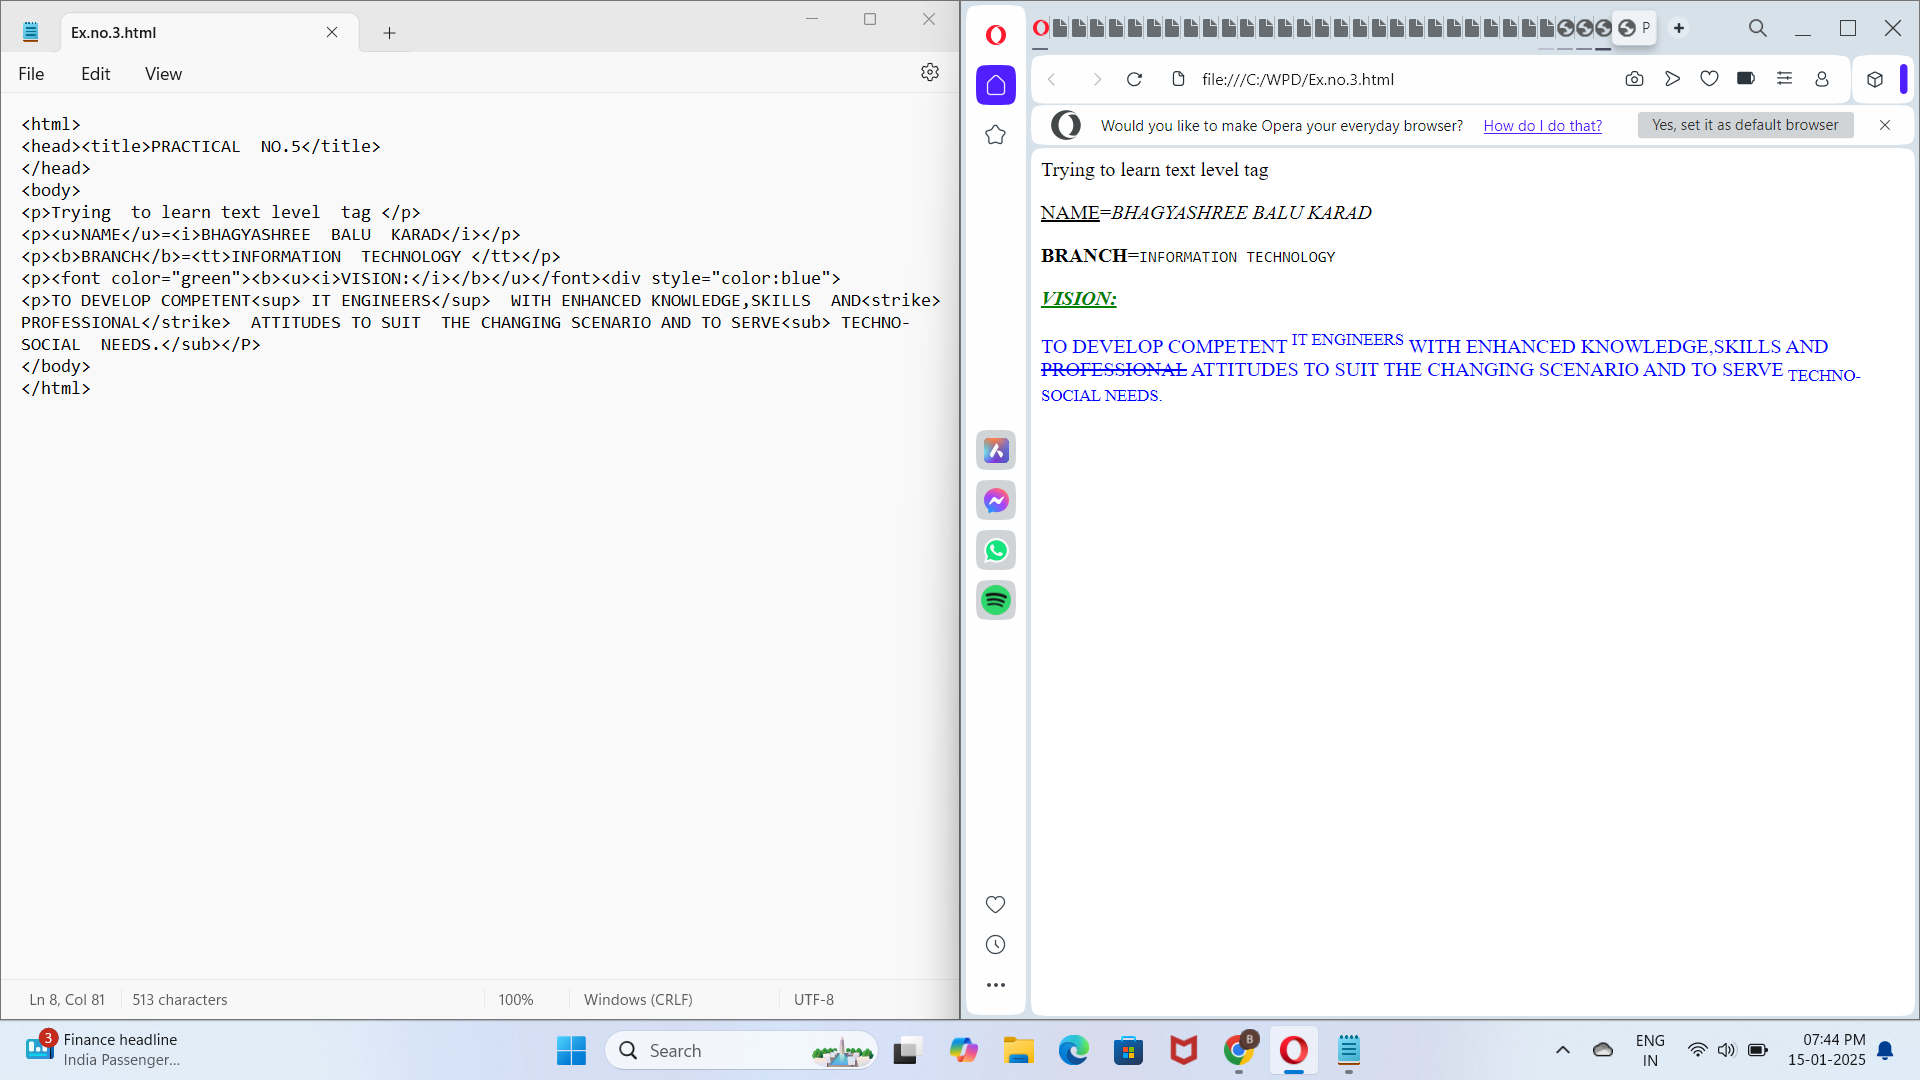 Ex.no.3.html
File Edit View
<html>
<head><title>PRACTICAL  NO.5</title>
</head>
<body>
<p>Trying  to learn text level  tag </p>
<p><u>NAME</u>=<i>BHAGYASHREE  BALU  KARAD</i></p>
<p><b>BRANCH</b>=<tt>INFORMATION  TECHNOLOGY </tt></p>
<p><font color="green"><b><u><i>VISION:</i></b></u></font><div style="color:blue">
<p>TO DEVELOP COMPETENT<sup> IT ENGINEERS</sup>  WITH ENHANCED KNOWLEDGE,SKILLS  AND<strike>
PROFESSIONAL</strike>  ATTITUDES TO SUIT  THE CHANGING SCENARIO AND TO SERVE<sub> TECHNO-
SOCIAL  NEEDS.</sub></P>
</body>
</html>
Ln 8, Col 81 513 characters 100% Windows (CRLF) UTF-8
P
file:///C:/WPD/Ex.no.3.html
Would you like to make Opera your everyday browser? How do I do that? Yes, set it as default browser
Trying to learn text level tag
NAME=BHAGYASHREE BALU KARAD
BRANCH=INFORMATION TECHNOLOGY
VISION:
TO DEVELOP COMPETENT IT ENGINEERS WITH ENHANCED KNOWLEDGE,SKILLS AND
PROFESSIONAL ATTITUDES TO SUIT THE CHANGING SCENARIO AND TO SERVE TECHNO-
SOCIAL NEEDS.
3
Finance headline
India Passenger...
Search
B
ENG
IN
07:44 PM
15-01-2025